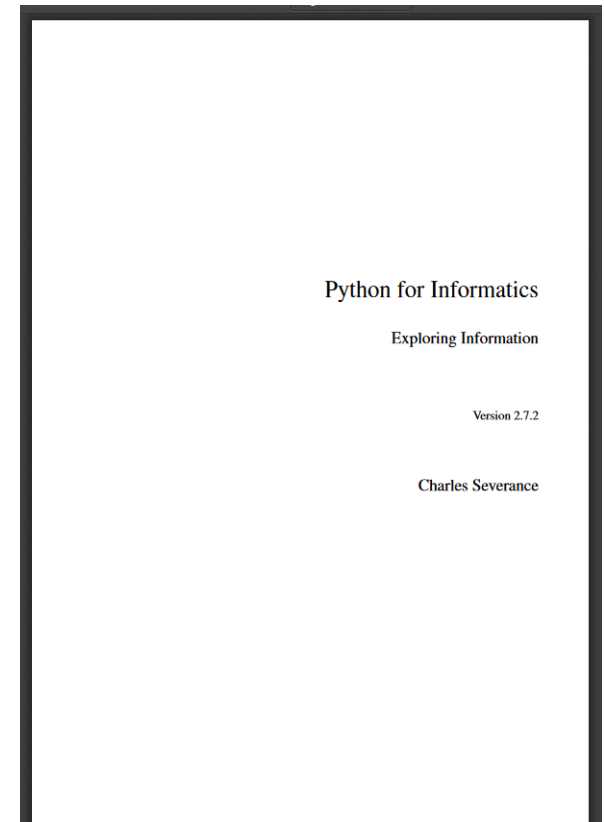 Python for Informatics
Exploring Information
Version 2.7.2
Charles Severance